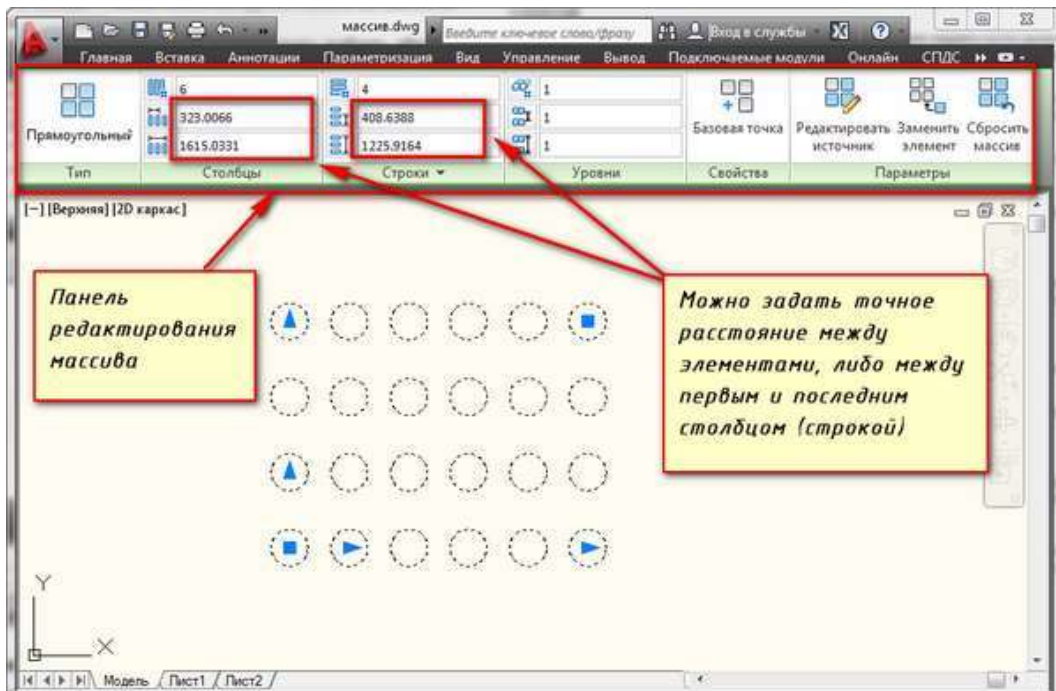 массив.dwg
Введите ключевое слово/фразу
Вход в службы
Главная Вставка Аннотации Параметризация Вид Управление Вывод Подключаемые модули Онлайн СПДС
6
4
1
323.0066
408.6388
1
1615.0331
1225.9164
1
Прямоугольный
Базовая точка
Редактировать источник
Заменить элемент
Сбросить массив
Тип Столбцы Строки Уровни Свойства Параметры
[−] [Верхняя] [2D каркас]
Панель
редактирования
массива
Можно задать точное
расстояние между
элементами, либо между
первым и последним
столбцом (строкой)
Y
X
Модель Лист1 Лист2